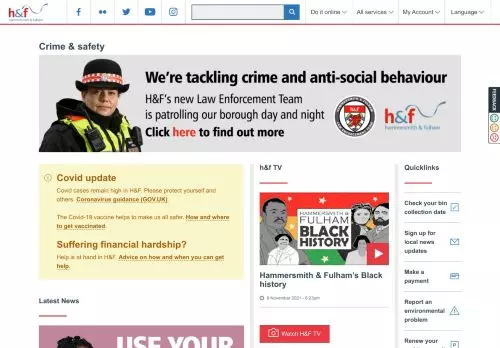 h&f
hammersmith & fulham
Do it online
All services
My Account
Language
Crime & safety
We're tackling crime and anti-social behaviour
H&F's new Law Enforcement Team
is patrolling our borough day and night
Click here to find out more
h&f
hammersmith & fulham
FEEDBACK
Covid update
Covid cases remain high in H&F. Please protect yourself and
others. Coronavirus guidance (GOV.UK).
The Covid-19 vaccine helps to make us all safer. How and where
to get vaccinated.
Suffering financial hardship?
Help is at hand in H&F. Advice on how and when you can get
help.
Latest News
USE YOUR
h&f TV
HAMMERSMITH &
FULHAM
BLACK
HISTORY
Hammersmith & Fulham's Black
history
Watch H&F TV
Quicklinks
Check your bin
collection date
Sign up for
local news
updates
Make a
payment
Report an
environmental
problem
Renew your